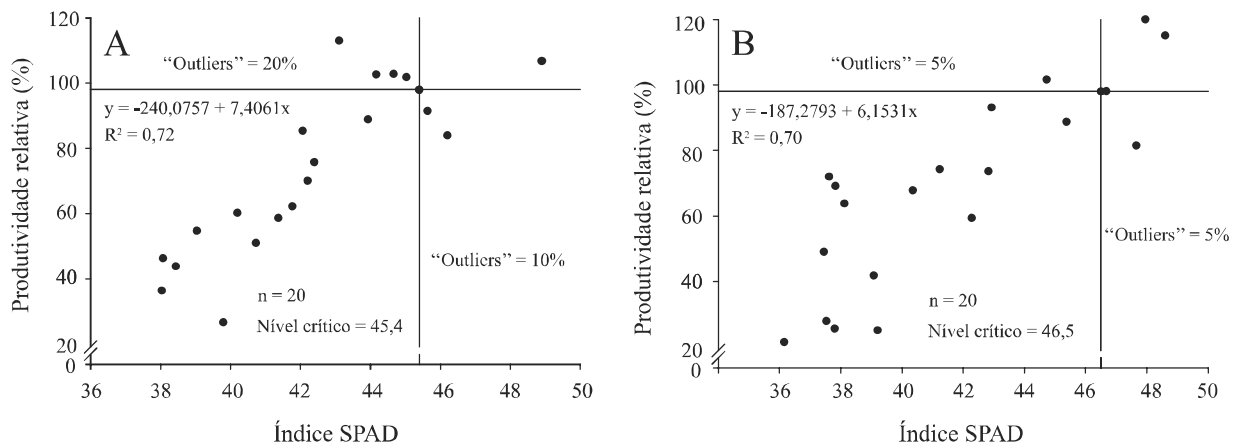 A
Produtividade relativa (%)
120
100
80
60
40
20
0
“Outliers” = 20%
y = -240,0757 + 7,4061x
R² = 0,72
“Outliers” = 10%
n = 20
Nível crítico = 45,4
36 38 40 42 44 46 48 50
Índice SPAD
B
Produtividade relativa (%)
120
100
80
60
40
20
0
“Outliers” = 5%
y = -187,2793 + 6,1531x
R² = 0,70
“Outliers” = 5%
n = 20
Nível crítico = 46,5
36 38 40 42 44 46 48 50
Índice SPAD